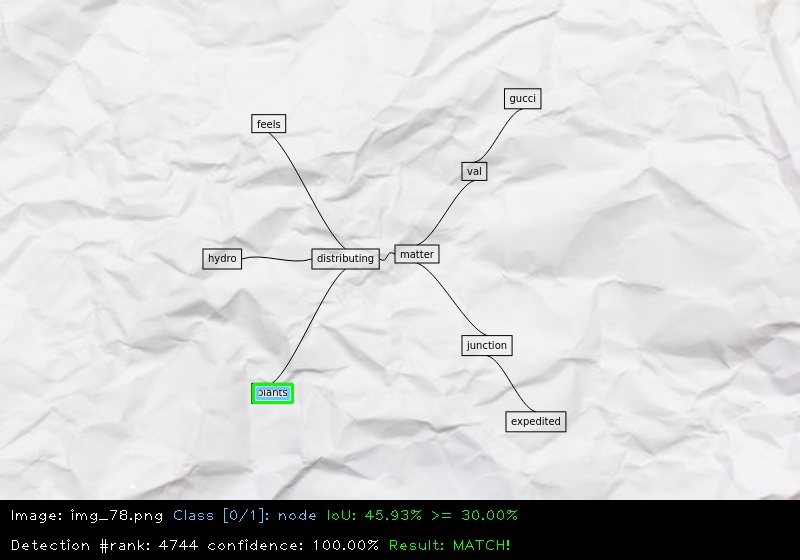 gucci
feels
val
matter
hydro
distributing
junction
expedited
Image: img_78.png Class [0/1]: node IoU: 45.93% >= 30.00%
Detection #rank: 4744 confidence: 100.00% Result: MATCH!